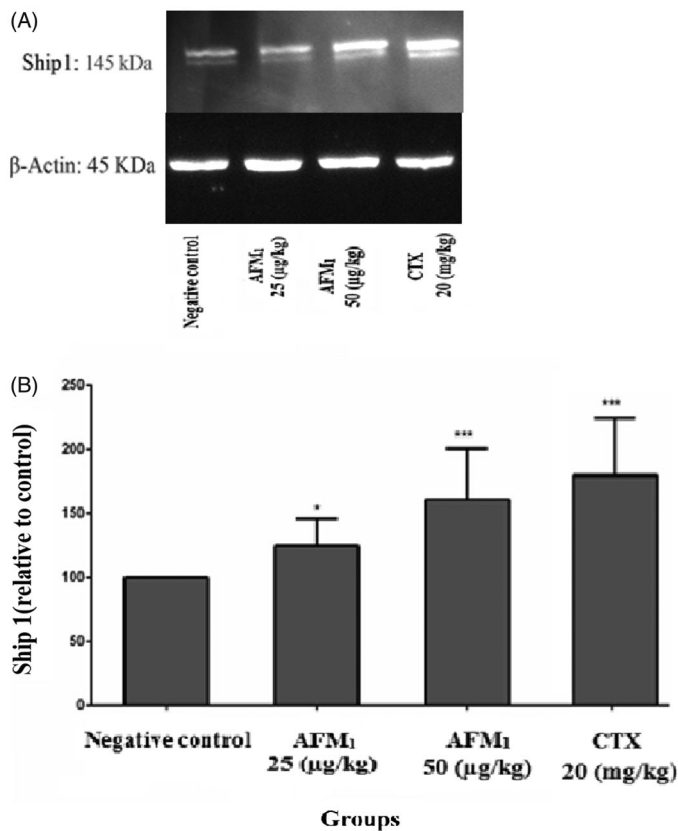 (A)
Ship1: 145 kDa
β-Actin: 45 KDa
Negative control
AFM₁
25 (µg/kg)
AFM₁
50 (µg/kg)
CTX
20 (mg/kg)
(B)
Ship 1(relative to control)
250
200
150
100
50
0
*
***
***
Negative control
AFM₁
25 (µg/kg)
AFM₁
50 (µg/kg)
CTX
20 (mg/kg)
Groups